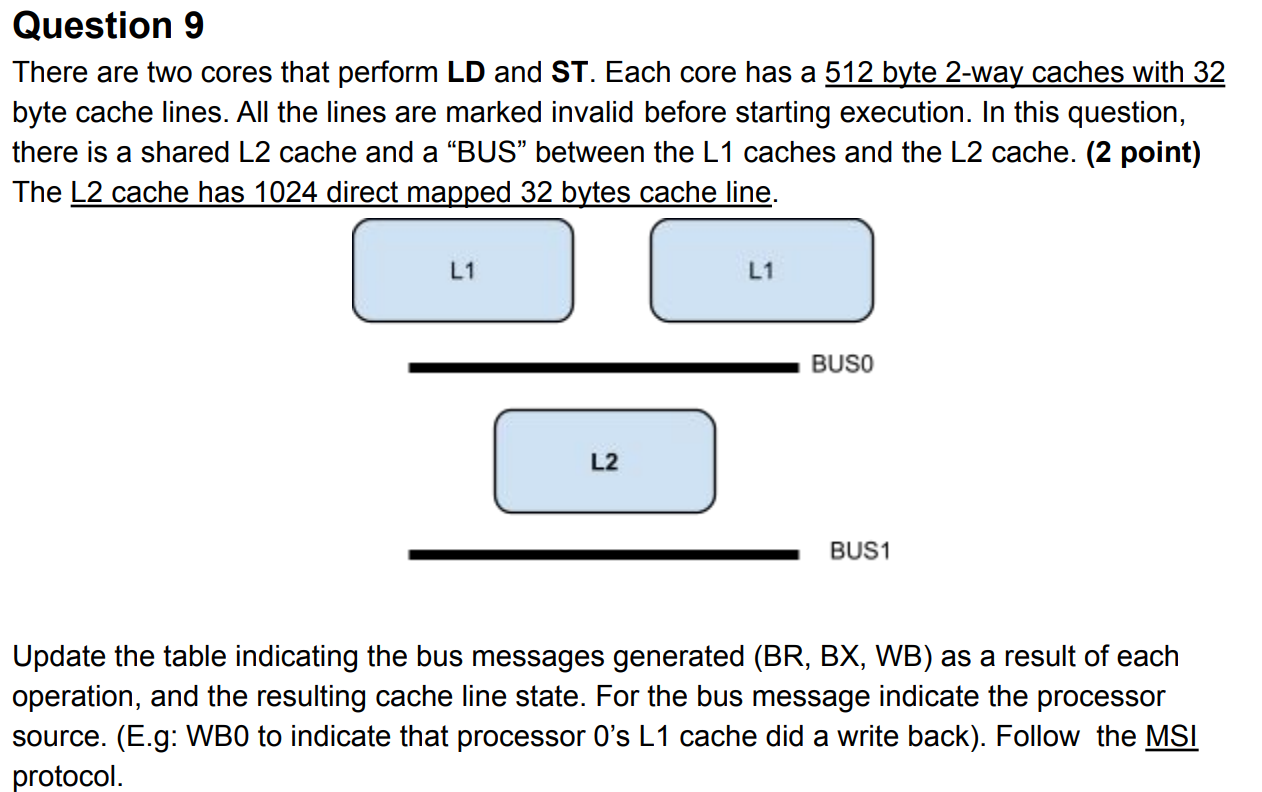 Question 9
There are two cores that perform LD and ST. Each core has a 512 byte 2-way caches with 32
byte cache lines. All the lines are marked invalid before starting execution. In this question,
there is a shared L2 cache and a “BUS” between the L1 caches and the L2 cache. (2 point)
The L2 cache has 1024 direct mapped 32 bytes cache line.
L1
L1
BUS0
L2
BUS1
Update the table indicating the bus messages generated (BR, BX, WB) as a result of each
operation, and the resulting cache line state. For the bus message indicate the processor
source. (E.g: WB0 to indicate that processor 0’s L1 cache did a write back). Follow the MSI
protocol.